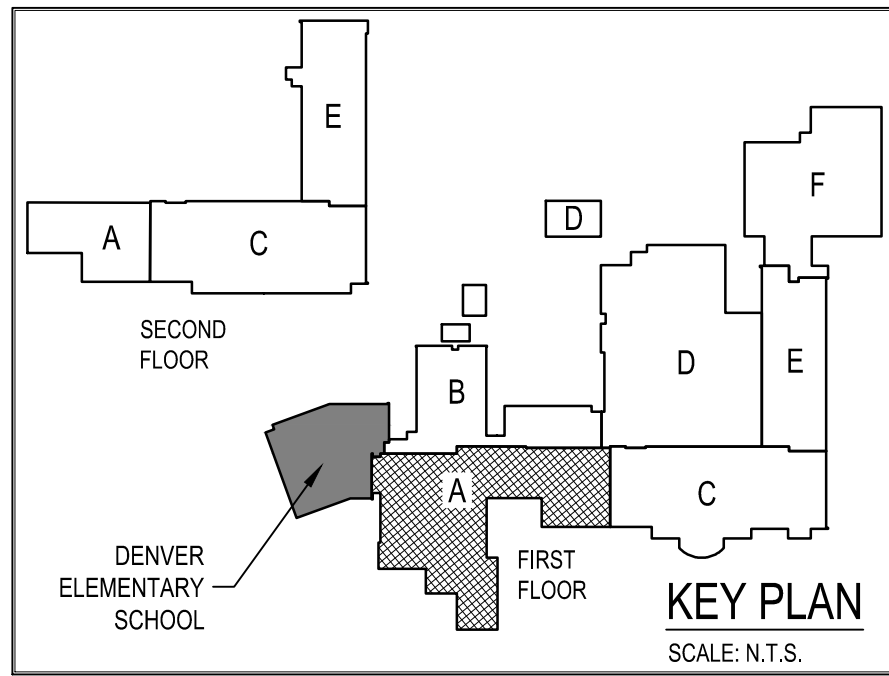 E
A
C
SECOND
FLOOR
F
D
B
D
E
A
C
DENVER
ELEMENTARY
SCHOOL
FIRST
FLOOR
KEY PLAN
SCALE: N.T.S.